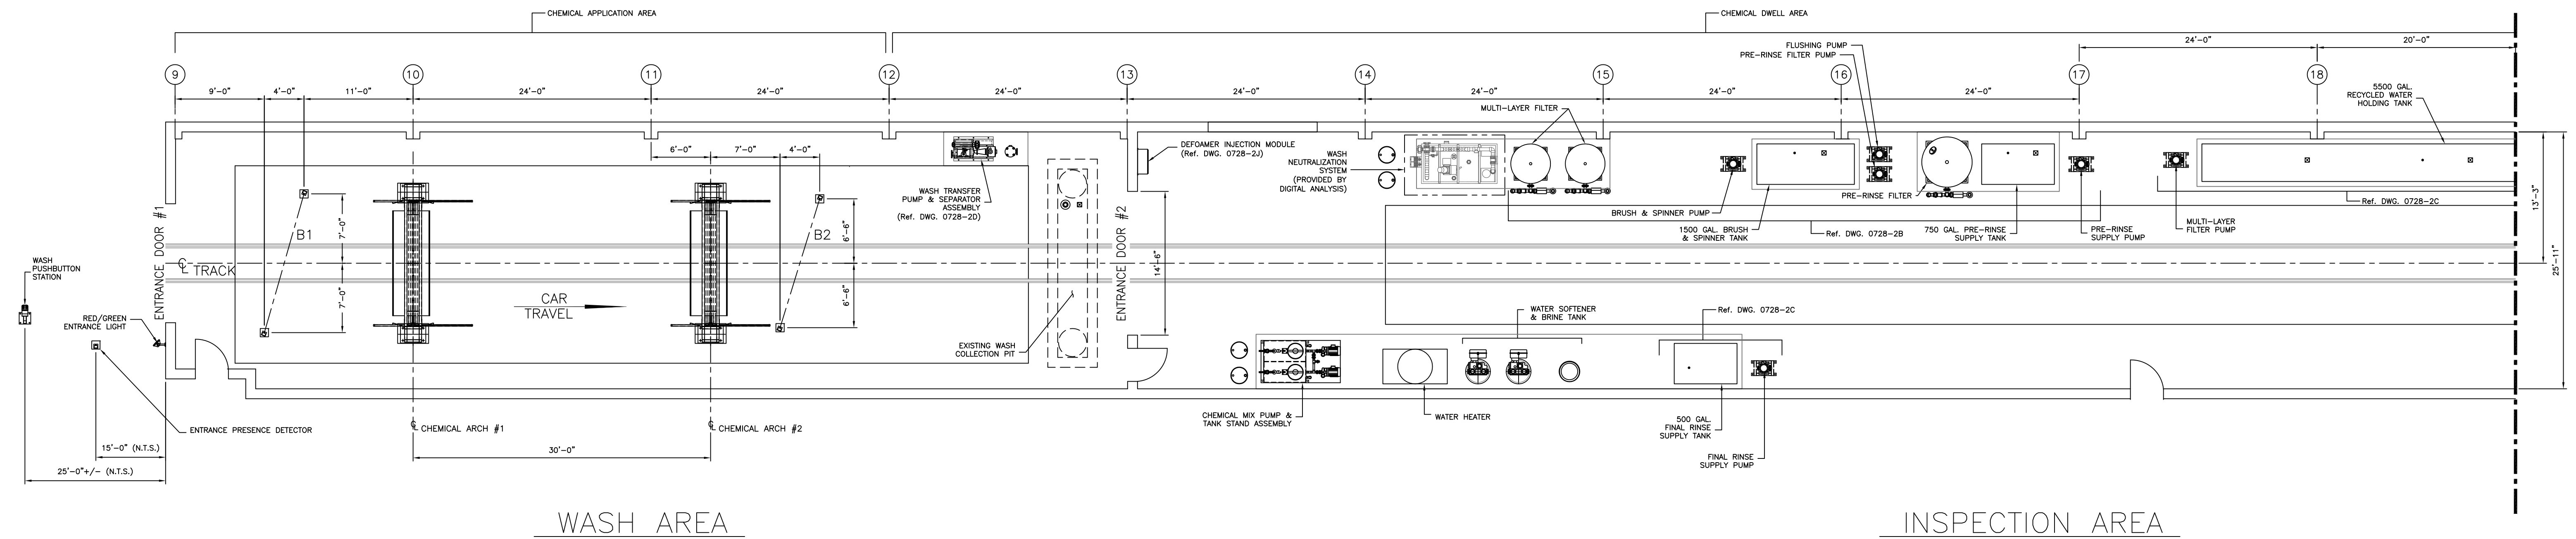 CHEMICAL APPLICATION AREA
CHEMICAL DWELL AREA
FLUSHING PUMP
PRE-RINSE FILTER PUMP
24'-0"
20'-0"
9
10
11
12
13
14
15
16
17
18
9'-0"
4'-0"
11'-0"
24'-0"
24'-0"
24'-0"
24'-0"
24'-0"
24'-0"
24'-0"
5500 GAL.
RECYCLED WATER
HOLDING TANK
MULTI-LAYER FILTER
6'-0"
7'-0"
4'-0"
DEFOAMER INJECTION MODULE
(Ref. DWG. 0728-2J)
WASH
NEUTRALIZATION
SYSTEM
(PROVIDED BY
DIGITAL ANALYSIS)
WASH TRANSFER
PUMP & SEPARATOR
ASSEMBLY
(Ref. DWG. 0728-2D)
BRUSH & SPINNER PUMP
1500 GAL. BRUSH
& SPINNER TANK
PRE-RINSE FILTER
750 GAL. PRE-RINSE
SUPPLY TANK
Ref. DWG. 0728-2B
PRE-RINSE
SUPPLY PUMP
MULTI-LAYER
FILTER PUMP
Ref. DWG. 0728-2C
13'-3"
25'-11"
ENTRANCE DOOR #1
B1
7'-0"
7'-0"
B2
6'-6"
6'-6"
ENTRANCE DOOR #2
14'-6"
℄ TRACK
WASH
PUSHBUTTON
STATION
CAR
TRAVEL
RED/GREEN
ENTRANCE LIGHT
EXISTING WASH
COLLECTION PIT
WATER SOFTENER
& BRINE TANK
Ref. DWG. 0728-2C
ENTRANCE PRESENCE DETECTOR
℄ CHEMICAL ARCH #1
℄ CHEMICAL ARCH #2
CHEMICAL MIX PUMP &
TANK STAND ASSEMBLY
WATER HEATER
500 GAL.
FINAL RINSE
SUPPLY TANK
FINAL RINSE
SUPPLY PUMP
15'-0" (N.T.S.)
30'-0"
25'-0"+/- (N.T.S.)
WASH AREA
INSPECTION AREA